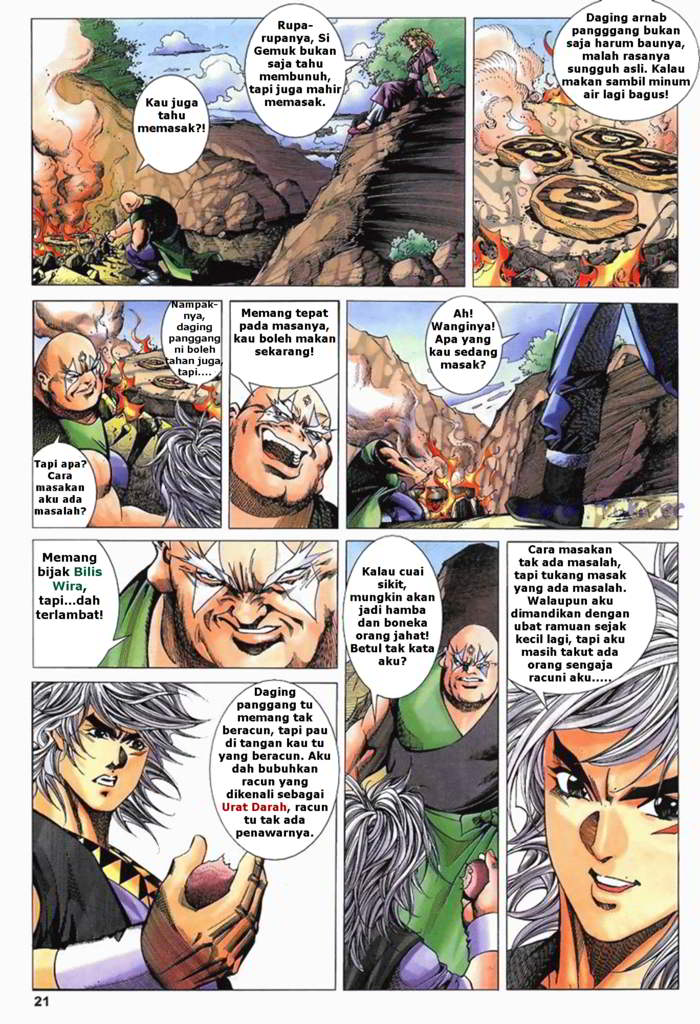 Rupa-
rupanya, Si
Gemuk bukan
saja tahu
membunuh,
tapi juga mahir
memasak.
Kau juga
tahu
memasak?!
Daging arnab
pangggang bukan
saja harum baunya,
malah rasanya
sungguh asli. Kalau
makan sambil minum
air lagi bagus!
Nampak-
nya,
daging
panggang
ni boleh
tahan juga,
tapi....
Tapi apa?
Cara
masakan
aku ada
masalah?
Memang tepat
pada masanya,
kau boleh makan
sekarang!
Ah!
Wanginya!
Apa yang
kau sedang
masak?
Memang
bijak Bilis
Wira,
tapi...dah
terlambat!
Daging
panggang tu
memang tak
beracun, tapi pau
di tangan kau tu
yang beracun. Aku
dah bubuhkan
racun yang
dikenali sebagai
Urat Darah, racun
tu tak ada
penawarnya.
Kalau cuai
sikit,
mungkin akan
jadi hamba
dan boneka
orang jahat!
Betul tak kata
aku?
Cara masakan
tak ada masalah,
tapi tukang masak
yang ada masalah.
Walaupun aku
dimandikan dengan
ubat ramuan sejak
kecil lagi, tapi aku
masih takut ada
orang sengaja
racuni aku.....
21